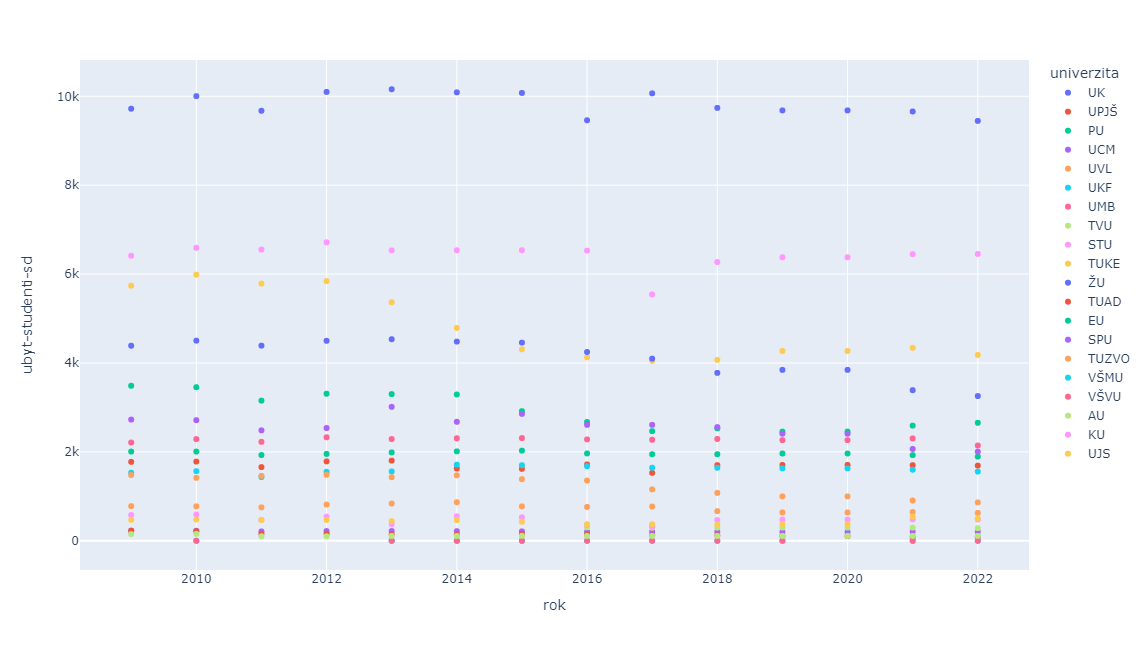 univerzita
UK
UPJŠ
PU
UCM
UVL
UKF
UMB
TVU
STU
TUKE
ŽU
TUAD
EU
SPU
TUZVO
VŠMU
VŠVU
AU
KU
UJS
10k
8k
6k
4k
2k
0
ubyt-studenti-sd
2010 2012 2014 2016 2018 2020 2022
rok